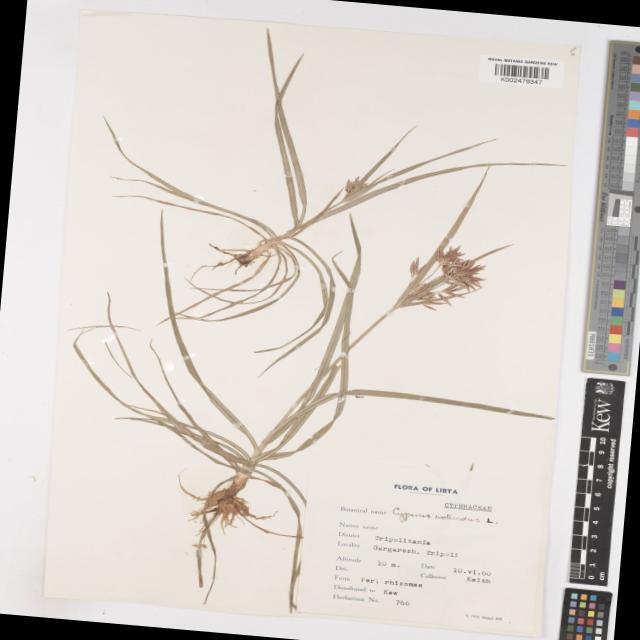 ROYAL BOTANIC GARDENS KEW
K002479347
FLORA OF LIBYA
CYPERACEAE
Botanical name Cyperus rotundus L.
Native name
District Tripolitania
Locality Gargaresh, Tripoli
Altitude 10 m. Date 10.vi.60
Det. Collector Keith
Form Per: rhizomes
Distributed to Kew
Herbarium No. 766
Kew
copyright reserved
0 1 2 3 4 5 6 7 8 9 10
cm